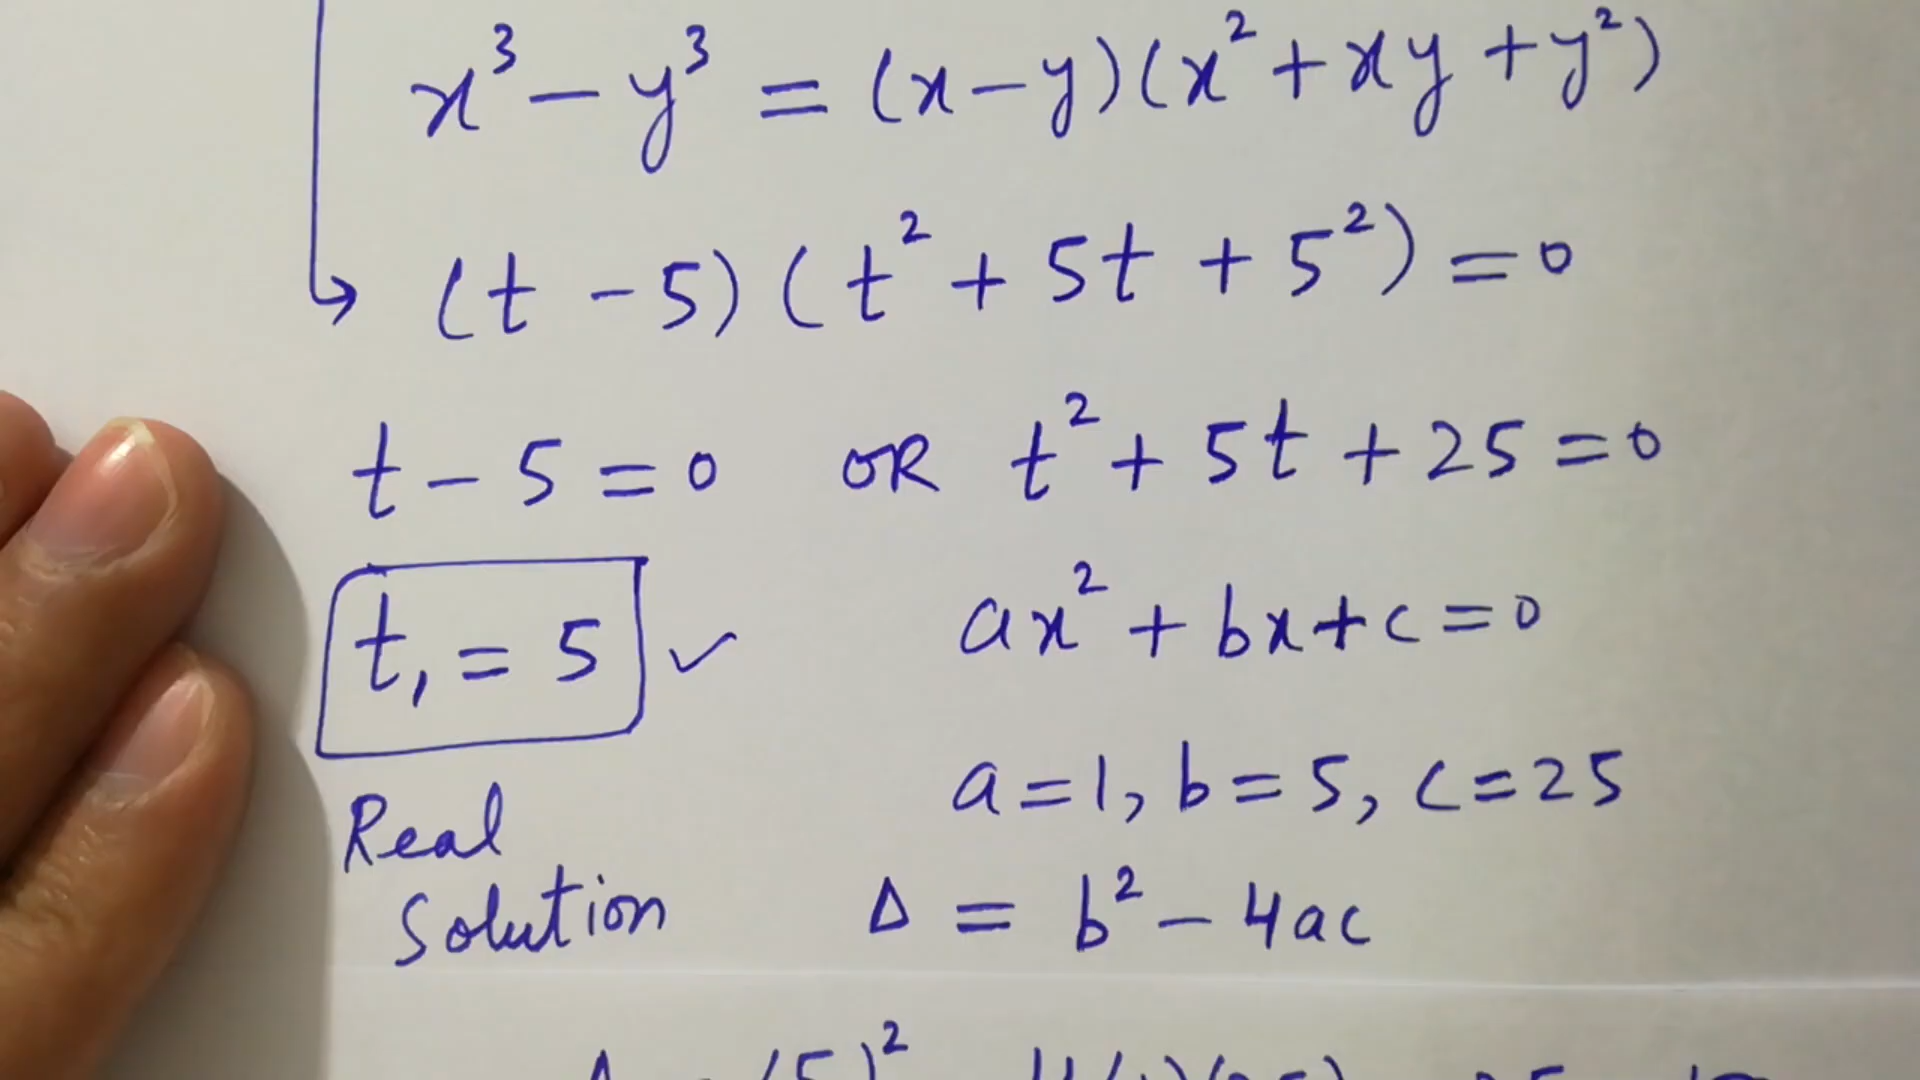 x³ - y³ = (x - y)(x² + xy + y²)
(t - 5)(t² + 5t + 5²) = 0
t - 5 = 0 OR t² + 5t + 25 = 0
t₁ = 5 ✓
ax² + bx + c = 0
Real
Solution
a = 1, b = 5, c = 25
Δ = b² - 4ac